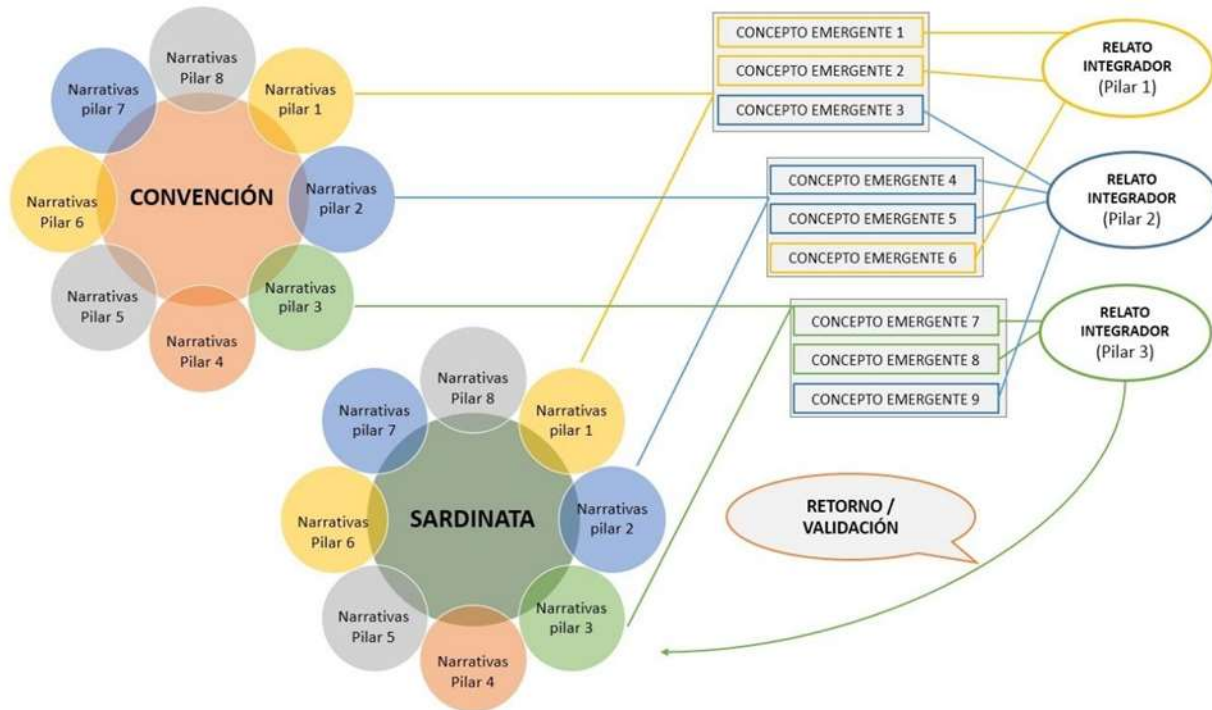 Narrativas
Pilar 8
Narrativas
pilar 7
Narrativas
pilar 1
Narrativas
Pilar 6
CONVENCIÓN
Narrativas
pilar 2
Narrativas
Pilar 5
Narrativas
pilar 3
Narrativas
Pilar 4
CONCEPTO EMERGENTE 1
CONCEPTO EMERGENTE 2
CONCEPTO EMERGENTE 3
RELATO
INTEGRADOR
(Pilar 1)
CONCEPTO EMERGENTE 4
CONCEPTO EMERGENTE 5
CONCEPTO EMERGENTE 6
RELATO
INTEGRADOR
(Pilar 2)
CONCEPTO EMERGENTE 7
CONCEPTO EMERGENTE 8
CONCEPTO EMERGENTE 9
RELATO
INTEGRADOR
(Pilar 3)
Narrativas
Pilar 8
Narrativas
pilar 7
Narrativas
pilar 1
Narrativas
Pilar 6
SARDINATA
Narrativas
pilar 2
Narrativas
Pilar 5
Narrativas
pilar 3
Narrativas
Pilar 4
RETORNO /
VALIDACIÓN